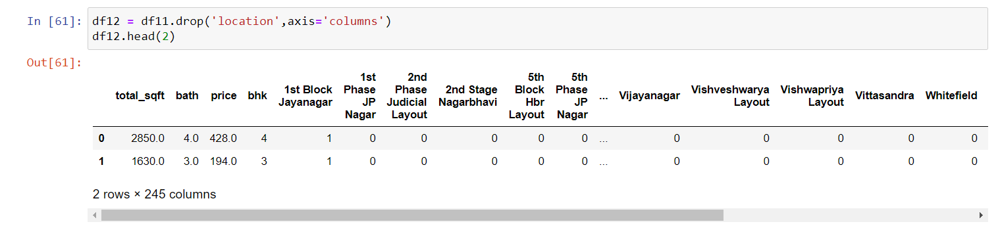 In [61]: df12 = df11.drop('location',axis='columns')
df12.head(2)
Out[61]:
total_sqft bath price bhk 1st Block Jayanagar 1st Phase JP Nagar 2nd Phase Judicial Layout 2nd Stage Nagarbhavi 5th Block Hbr Layout 5th Phase JP Nagar ... Vijayanagar Vishveshwarya Layout Vishwapriya Layout Vittasandra Whitefield
0 2850.0 4.0 428.0 4 1 0 0 0 0 0 ... 0 0 0 0 0
1 1630.0 3.0 194.0 3 1 0 0 0 0 0 ... 0 0 0 0 0
2 rows × 245 columns